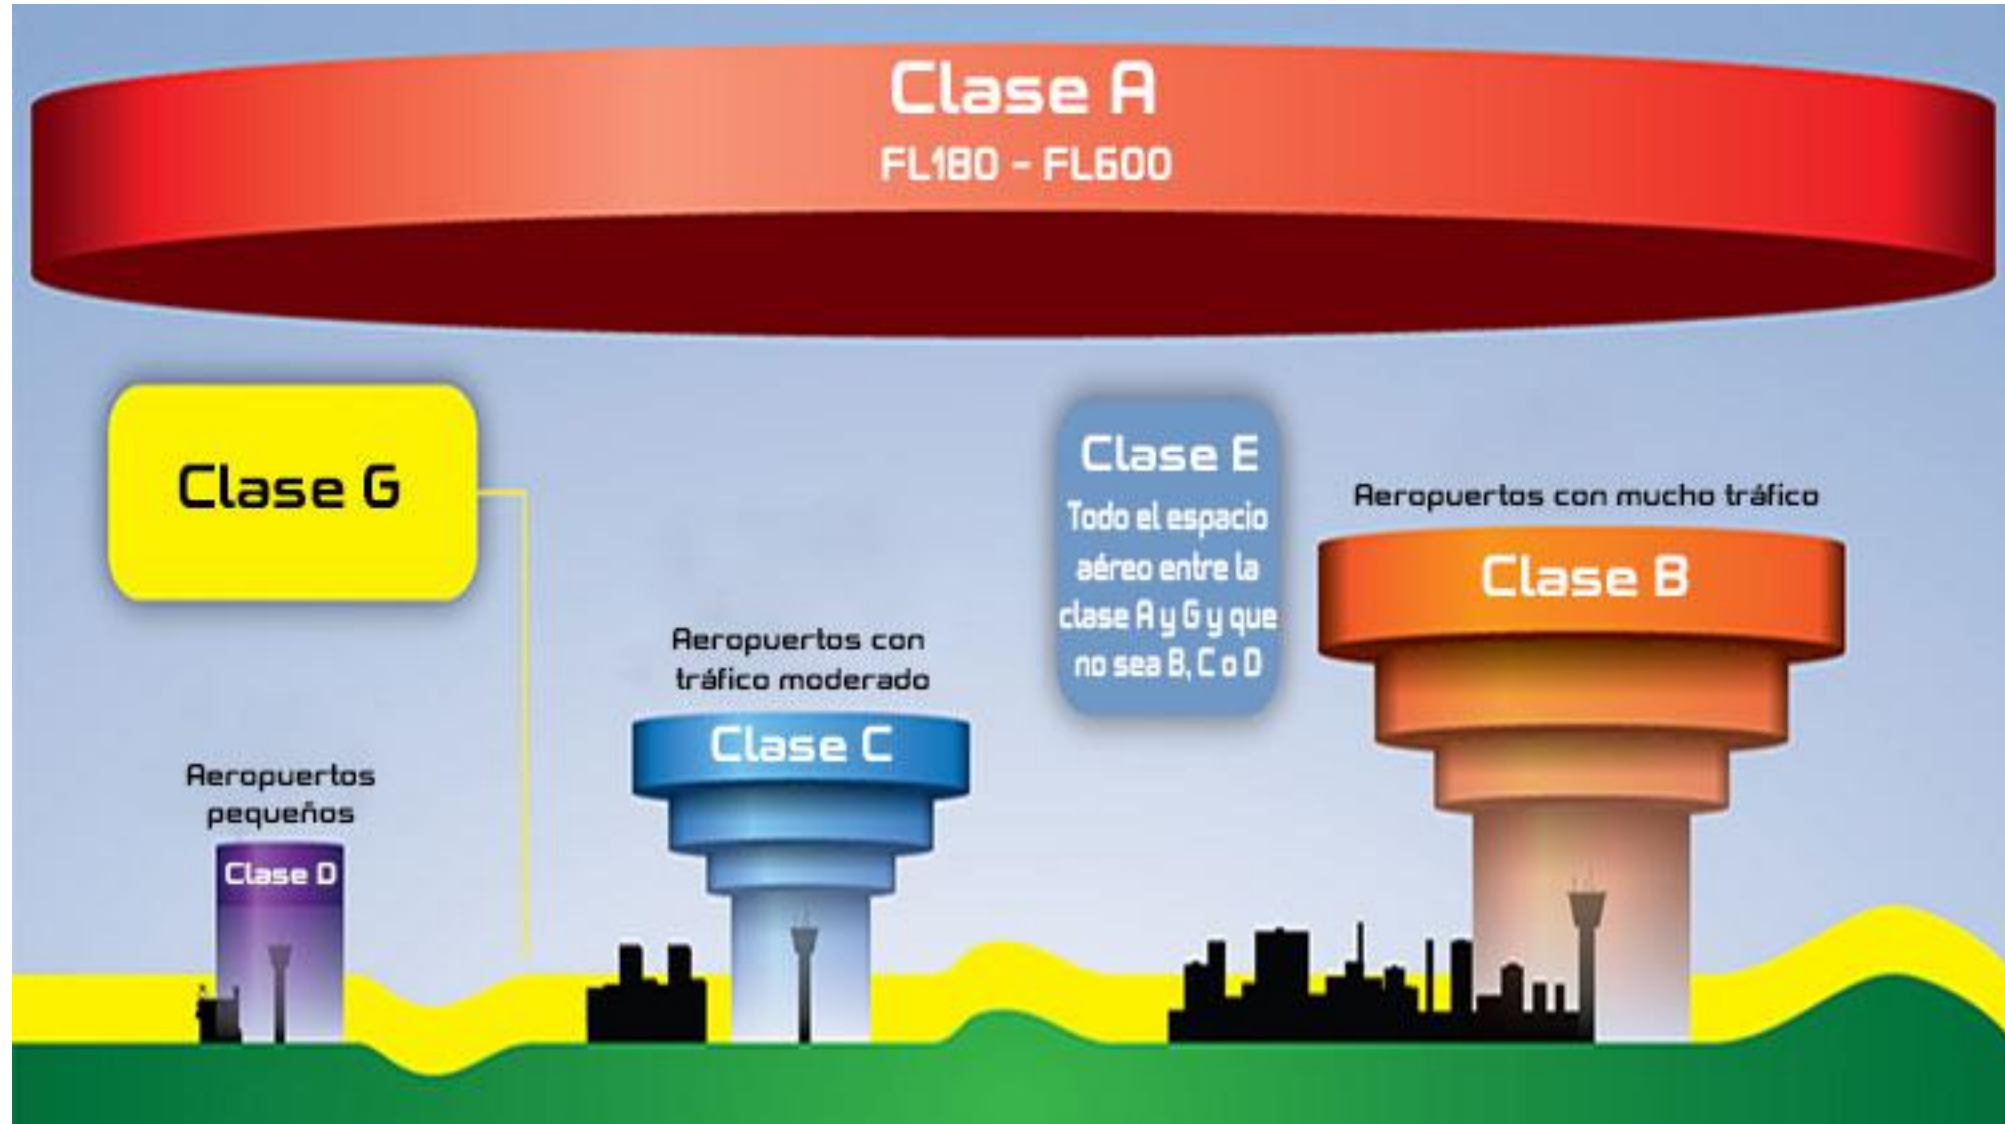 Clase A
FL180 - FL600
Clase G
Clase E
Todo el espacio
aéreo entre la
clase A y G y que
no sea B, C o D
Aeropuertos con mucho tráfico
Clase B
Aeropuertos con
tráfico moderado
Clase C
Aeropuertos
pequeños
Clase D